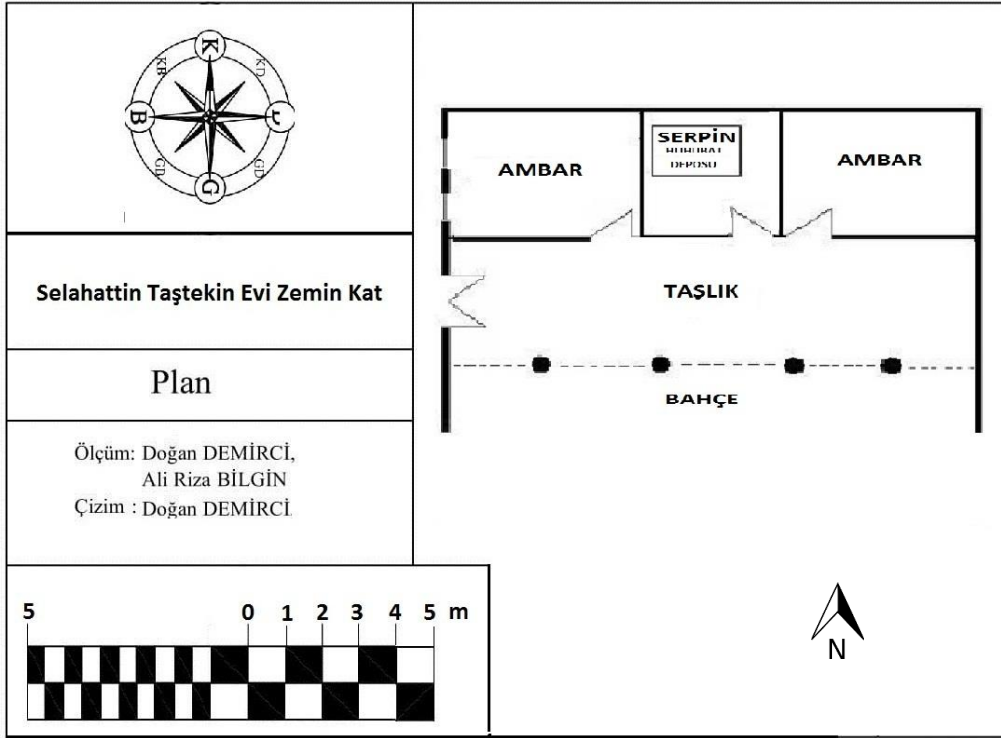 K
KB
KD
B
D
GB
GD
G
Selahattin Taştekin Evi Zemin Kat
Plan
Ölçüm: Doğan DEMİRCİ,
Ali Riza BİLGİN
Çizim : Doğan DEMİRCİ
5 0 1 2 3 4 5 m
AMBAR
SERPİN
HUBUBAT
DEPOSU
AMBAR
TAŞLIK
BAHÇE
N